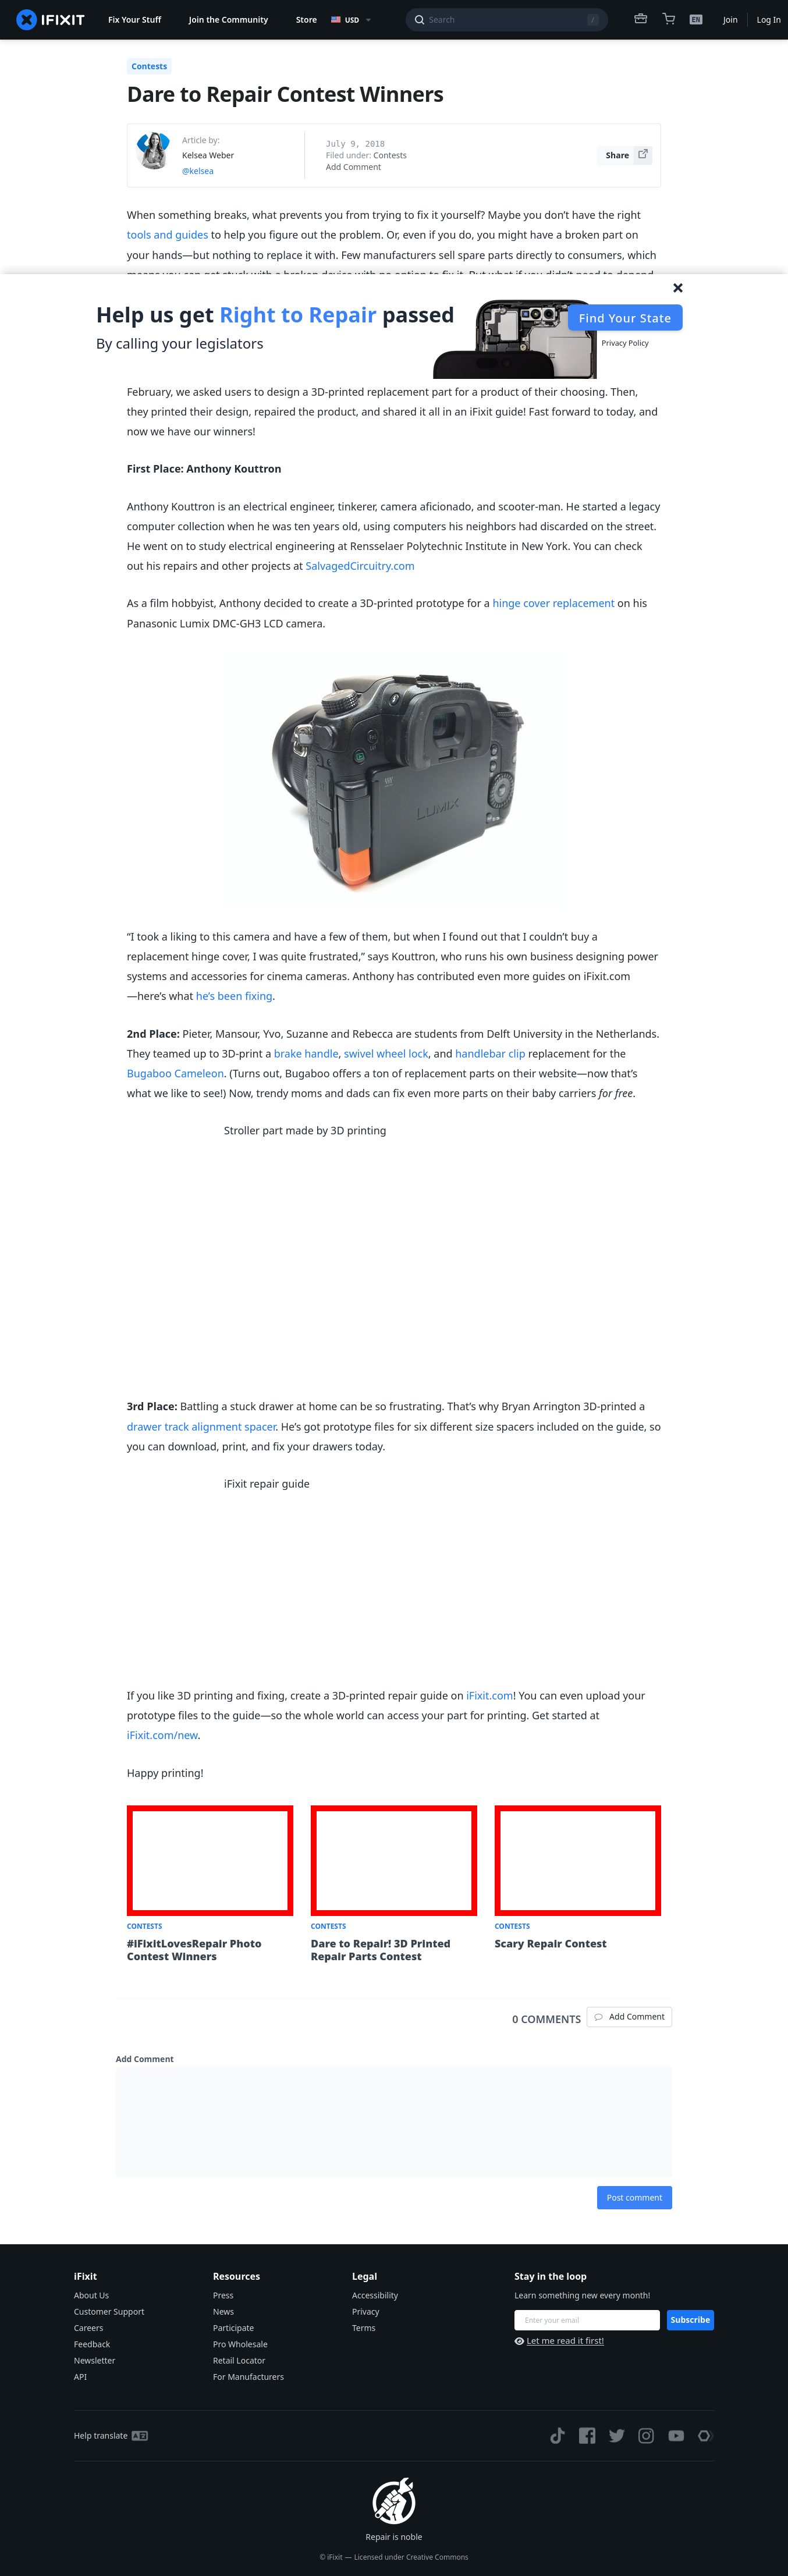 IFIXIT
Fix Your Stuff
Join the Community
Store
USD
Search
/
EN
Join
Log In
Contests
Dare to Repair Contest Winners
Article by:
Kelsea Weber
@kelsea
July 9, 2018
Filed under: Contests
Add Comment
Share
When something breaks, what prevents you from trying to fix it yourself? Maybe you don’t have the right
tools and guides to help you figure out the problem. Or, even if you do, you might have a broken part on
your hands—but nothing to replace it with. Few manufacturers sell spare parts directly to consumers, which
Help us get Right to Repair passed
By calling your legislators
Find Your State
Privacy Policy
February, we asked users to design a 3D-printed replacement part for a product of their choosing. Then,
they printed their design, repaired the product, and shared it all in an iFixit guide! Fast forward to today, and
now we have our winners!
First Place: Anthony Kouttron
Anthony Kouttron is an electrical engineer, tinkerer, camera aficionado, and scooter-man. He started a legacy
computer collection when he was ten years old, using computers his neighbors had discarded on the street.
He went on to study electrical engineering at Rensselaer Polytechnic Institute in New York. You can check
out his repairs and other projects at SalvagedCircuitry.com
As a film hobbyist, Anthony decided to create a 3D-printed prototype for a hinge cover replacement on his
Panasonic Lumix DMC-GH3 LCD camera.
LUMIX
“I took a liking to this camera and have a few of them, but when I found out that I couldn’t buy a
replacement hinge cover, I was quite frustrated,” says Kouttron, who runs his own business designing power
systems and accessories for cinema cameras. Anthony has contributed even more guides on iFixit.com
—here’s what he’s been fixing.
2nd Place: Pieter, Mansour, Yvo, Suzanne and Rebecca are students from Delft University in the Netherlands.
They teamed up to 3D-print a brake handle, swivel wheel lock, and handlebar clip replacement for the
Bugaboo Cameleon. (Turns out, Bugaboo offers a ton of replacement parts on their website—now that’s
what we like to see!) Now, trendy moms and dads can fix even more parts on their baby carriers for free.
Stroller part made by 3D printing
3rd Place: Battling a stuck drawer at home can be so frustrating. That’s why Bryan Arrington 3D-printed a
drawer track alignment spacer. He’s got prototype files for six different size spacers included on the guide, so
you can download, print, and fix your drawers today.
iFixit repair guide
If you like 3D printing and fixing, create a 3D-printed repair guide on iFixit.com! You can even upload your
prototype files to the guide—so the whole world can access your part for printing. Get started at
iFixit.com/new.
Happy printing!
CONTESTS
#iFixitLovesRepair Photo
Contest Winners
CONTESTS
Dare to Repair! 3D Printed
Repair Parts Contest
CONTESTS
Scary Repair Contest
0 COMMENTS
Add Comment
Add Comment
Post comment
iFixit
About Us
Customer Support
Careers
Feedback
Newsletter
API
Resources
Press
News
Participate
Pro Wholesale
Retail Locator
For Manufacturers
Legal
Accessibility
Privacy
Terms
Stay in the loop
Learn something new every month!
Enter your email
Subscribe
Let me read it first!
Help translate
Repair is noble
© iFixit — Licensed under Creative Commons